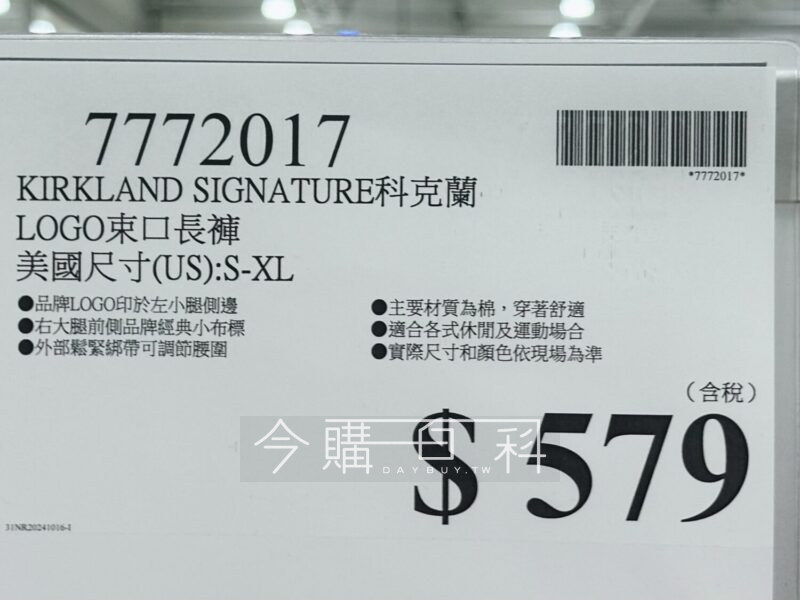 7772017
*7772017*
KIRKLAND SIGNATURE科克蘭
LOGO束口長褲
美國尺寸(US):S-XL
●品牌LOGO印於左小腿側邊
●右大腿前側品牌經典小布標
●外部鬆緊綁帶可調節腰圍
●主要材質為棉，穿著舒適
●適合各式休閒及運動場合
●實際尺寸和顏色依現場為準
（含稅）
$579
今購百科
DAYBUY.TW
31NR20241016-I